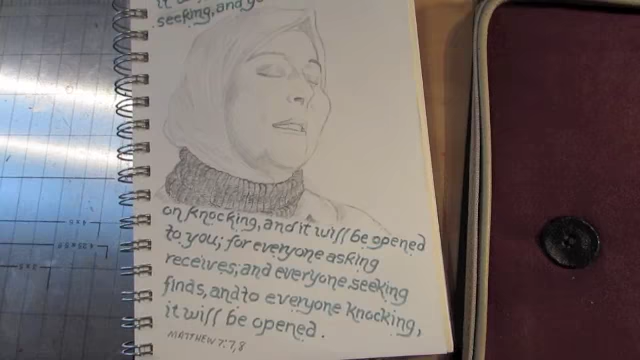 seeking, and yo
on knocking, and it will be opened
to you; for everyone asking
receives; and everyone seeking
finds, and to everyone knocking,
it will be opened.
MATTHEW 7:7,8